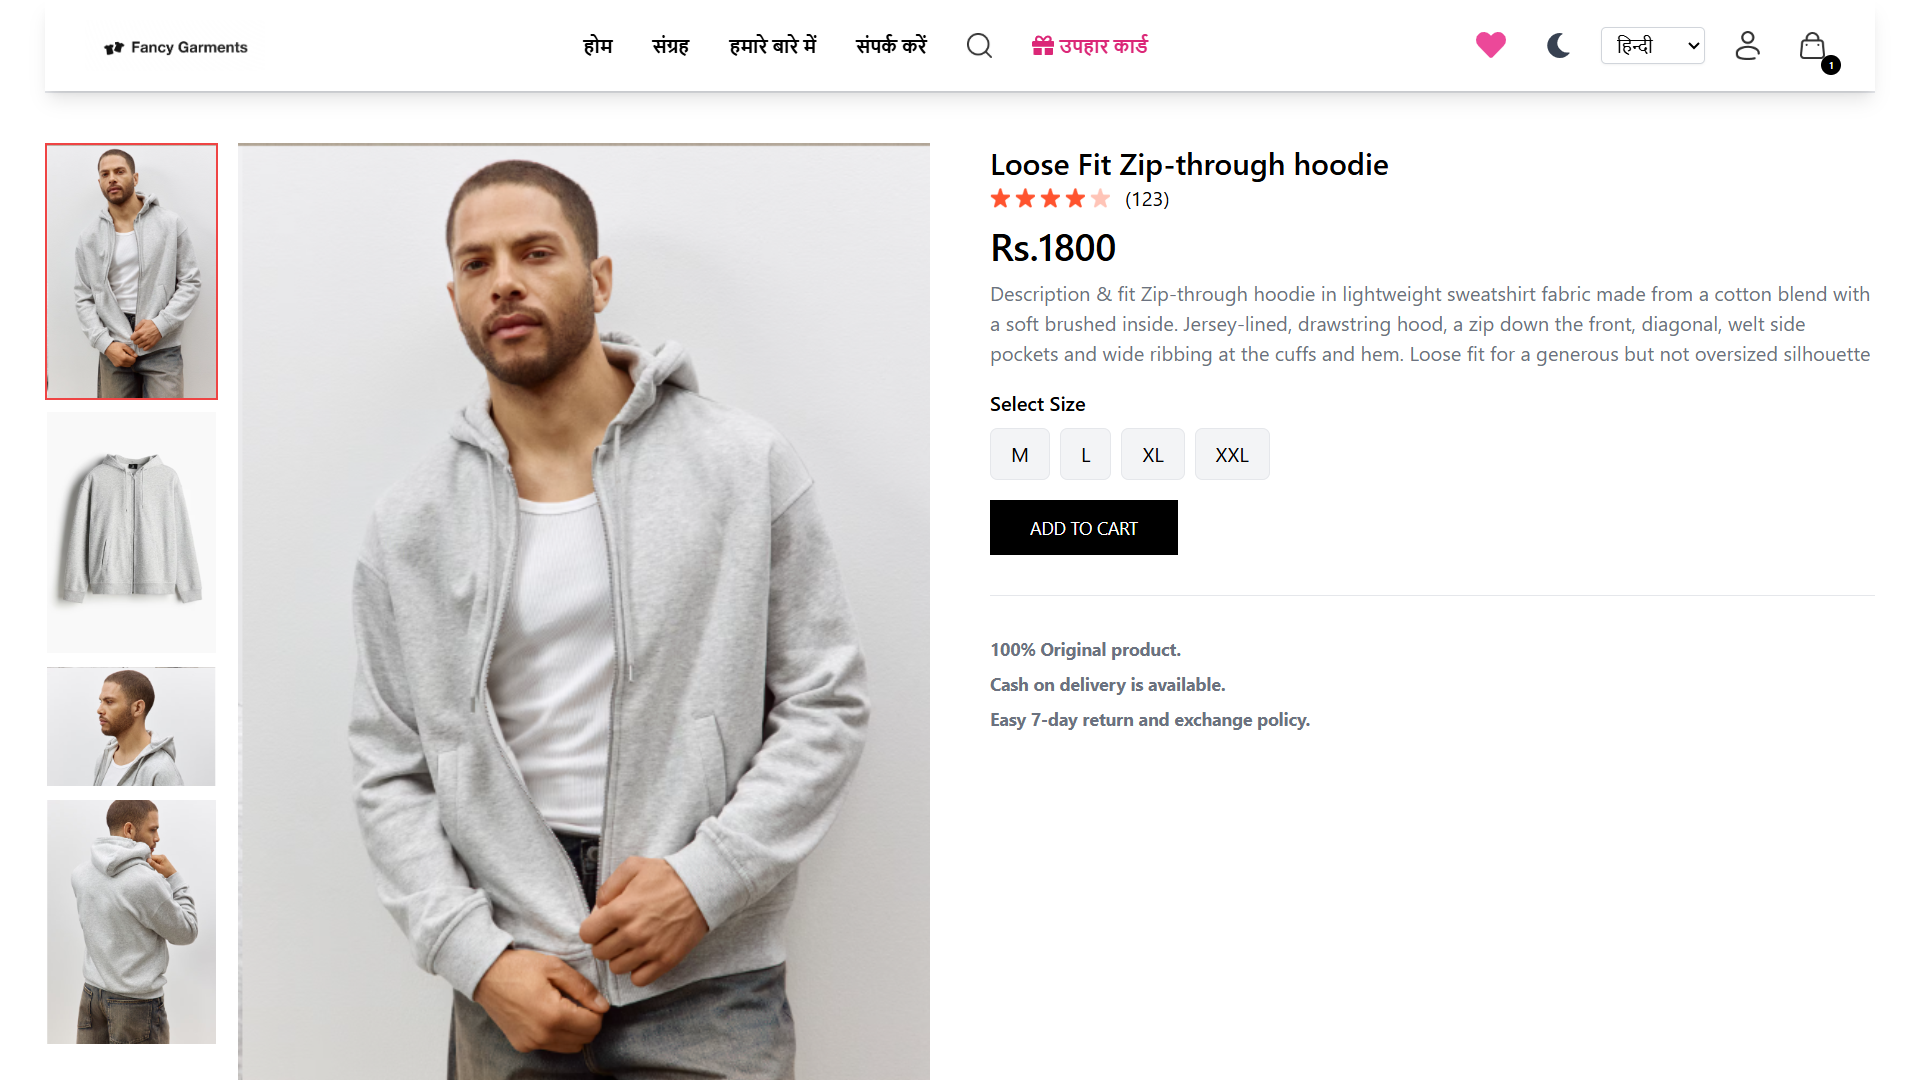 Fancy Garments
होम
संग्रह
हमारे बारे में
संपर्क करें
उपहार कार्ड
हिन्दी
1
Loose Fit Zip-through hoodie
(123)
Rs.1800
Description & fit Zip-through hoodie in lightweight sweatshirt fabric made from a cotton blend with
a soft brushed inside. Jersey-lined, drawstring hood, a zip down the front, diagonal, welt side
pockets and wide ribbing at the cuffs and hem. Loose fit for a generous but not oversized silhouette
Select Size
M
L
XL
XXL
ADD TO CART
100% Original product.
Cash on delivery is available.
Easy 7-day return and exchange policy.